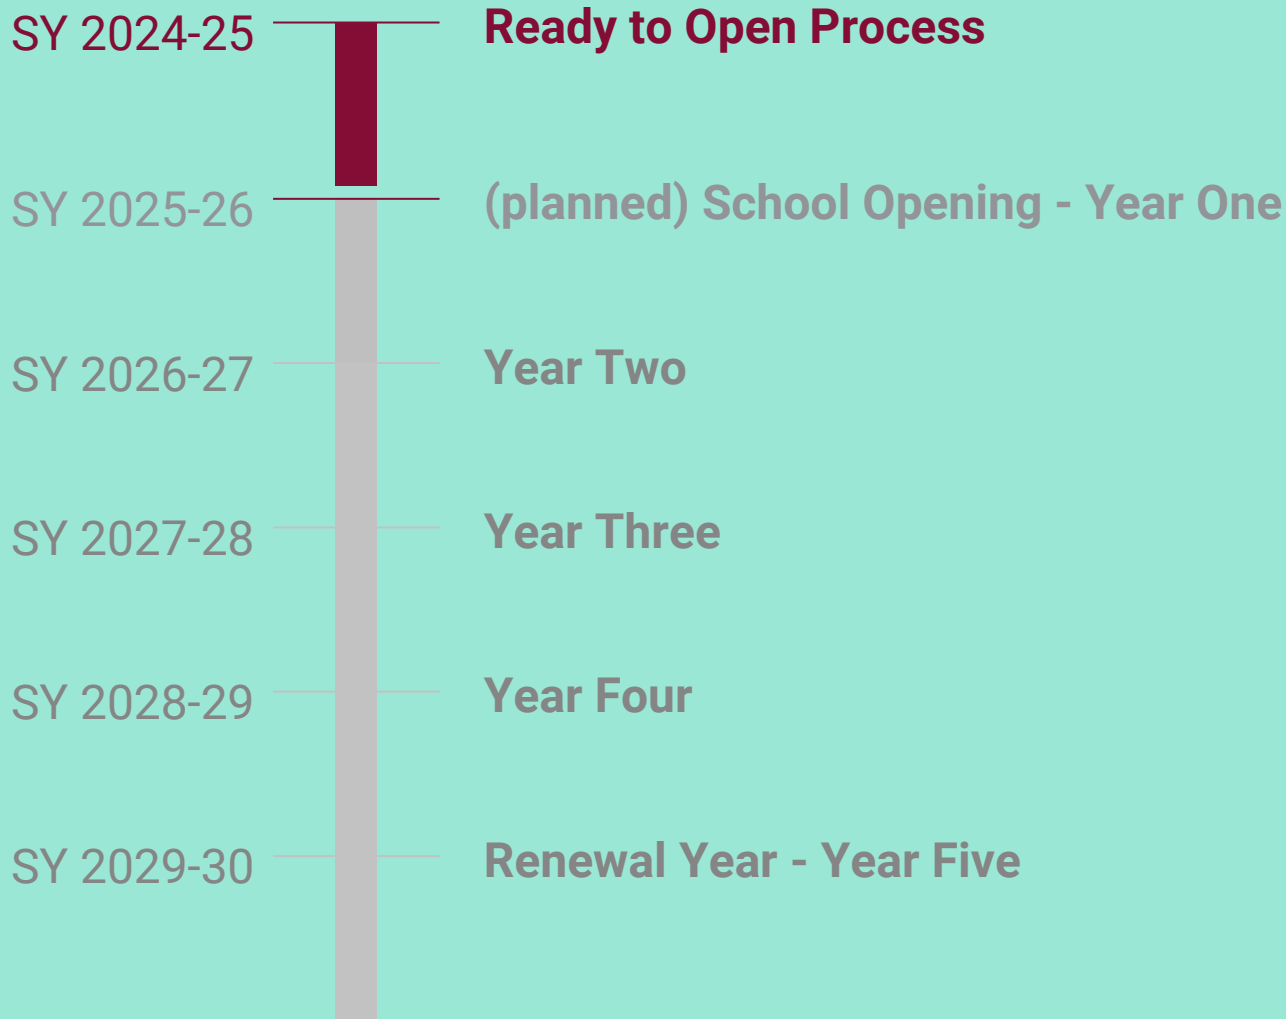 SY 2024-25 Ready to Open Process
SY 2025-26 (planned) School Opening - Year One
SY 2026-27 Year Two
SY 2027-28 Year Three
SY 2028-29 Year Four
SY 2029-30 Renewal Year - Year Five